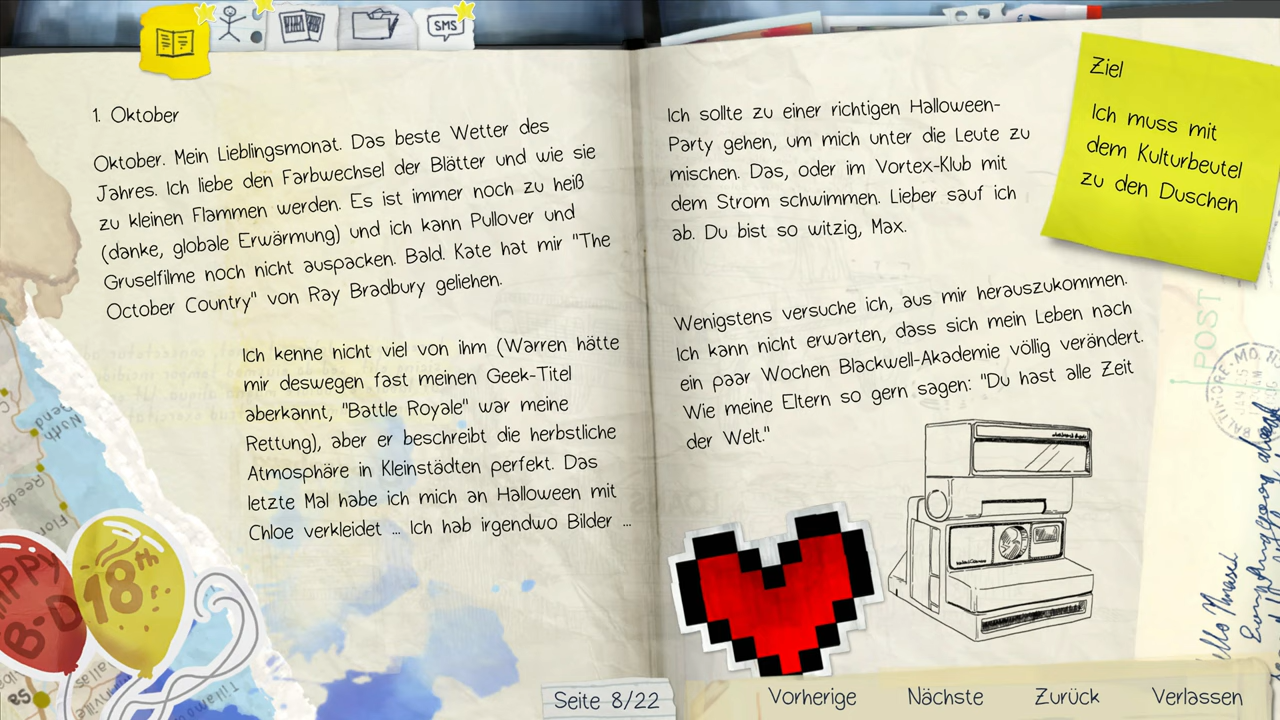 SMS
1. Oktober
Oktober. Mein Lieblingsmonat. Das beste Wetter des
Jahres. Ich liebe den Farbwechsel der Blätter und wie sie
zu kleinen Flammen werden. Es ist immer noch zu heiß
(danke, globale Erwärmung) und ich kann Pullover und
Gruselfilme noch nicht auspacken. Bald. Kate hat mir "The
October Country" von Ray Bradbury geliehen.
Ich kenne nicht viel von ihm (Warren hätte
mir deswegen fast meinen Geek-Titel
aberkannt, "Battle Royale" war meine
Rettung), aber er beschreibt die herbstliche
Atmosphäre in Kleinstädten perfekt. Das
letzte Mal habe ich mich an Halloween mit
Chloe verkleidet ... Ich hab irgendwo Bilder ...
18th
Ich sollte zu einer richtigen Halloween-
Party gehen, um mich unter die Leute zu
mischen. Das, oder im Vortex-Klub mit
dem Strom schwimmen. Lieber sauf ich
ab. Du bist so witzig, Max.
Wenigstens versuche ich, aus mir herauszukommen.
Ich kann nicht erwarten, dass sich mein Leben nach
ein paar Wochen Blackwell-Akademie völlig verändert.
Wie meine Eltern so gern sagen: "Du hast alle Zeit
der Welt."
Ziel
Ich muss mit
dem Kulturbeutel
zu den Duschen
POST
Seite 8/22
Vorherige
Nächste
Zurück
Verlassen